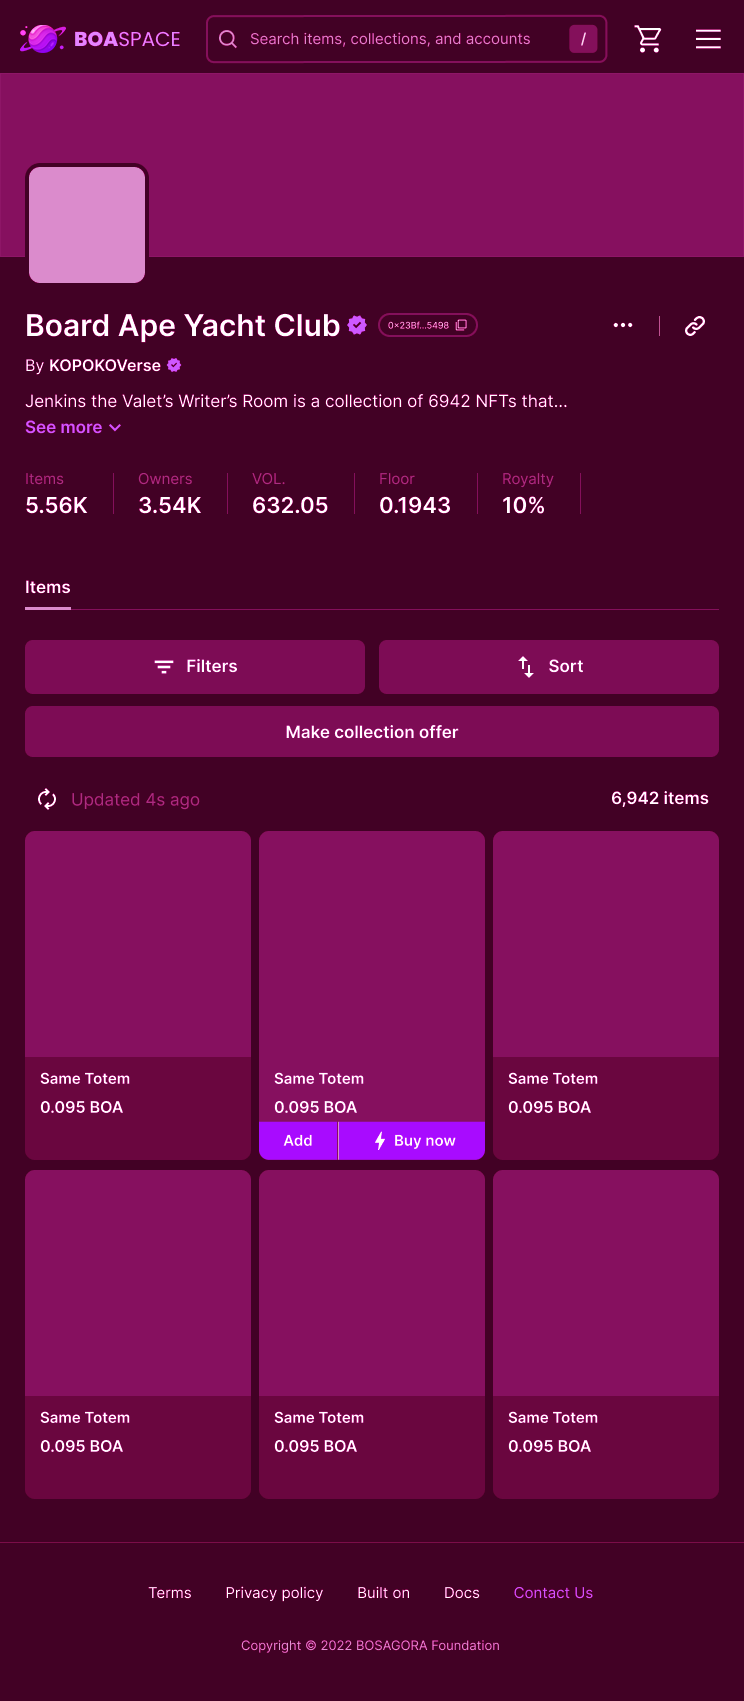 BOASPACE
Search items, collections, and accounts /
Board Ape Yacht Club 0x23Bf...5498
By KOPOKOVerse
Jenkins the Valet’s Writer’s Room is a collection of 6942 NFTs that...
See more
Items Owners VOL. Floor Royalty
5.56K 3.54K 632.05 0.1943 10%
Items
Filters Sort
Make collection offer
Updated 4s ago 6,942 items
Same Totem Same Totem Same Totem
0.095 BOA 0.095 BOA 0.095 BOA
Add Buy now
Same Totem Same Totem Same Totem
0.095 BOA 0.095 BOA 0.095 BOA
Terms Privacy policy Built on Docs Contact Us
Copyright © 2022 BOSAGORA Foundation